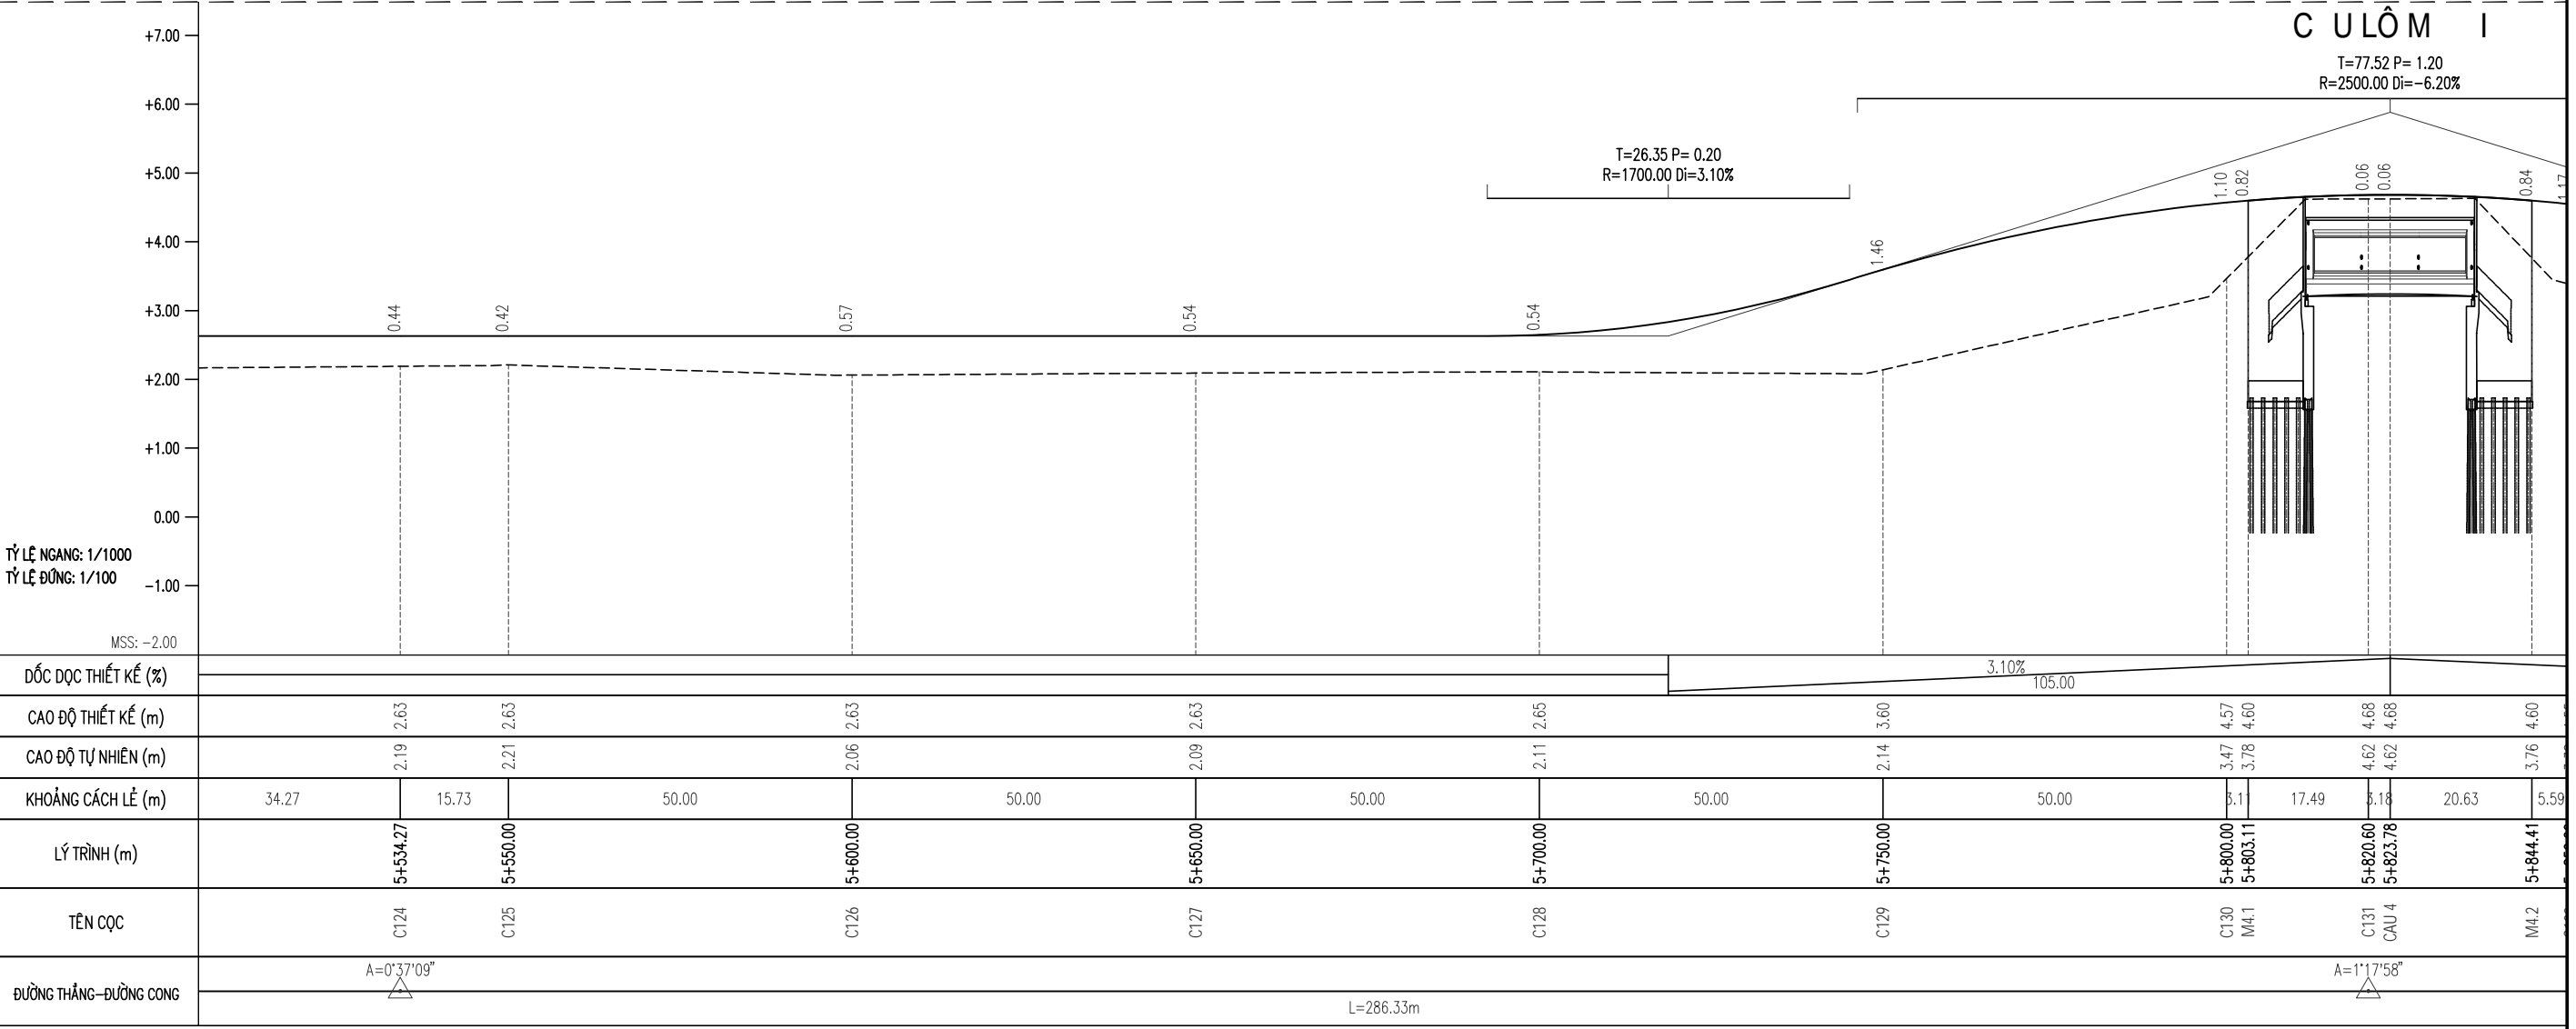 C ULÔM I
T=77.52 P= 1.20
R=2500.00 Di=-6.20%
T=26.35 P= 0.20
R=1700.00 Di=3.10%
+7.00
+6.00
+5.00
+4.00
+3.00
+2.00
+1.00
0.00
-1.00
0.44 0.42 0.57 0.54 0.54 1.46 1.10 0.82 0.06 0.06 0.84 1.17
TỶ LỆ NGANG: 1/1000
TỶ LỆ ĐỨNG: 1/100
MSS: -2.00
DỐC DỌC THIẾT KẾ (%) 3.10% 105.00
CAO ĐỘ THIẾT KẾ (m) 2.63 2.63 2.63 2.63 2.65 3.60 4.57 4.60 4.68 4.68 4.60
CAO ĐỘ TỰ NHIÊN (m) 2.19 2.21 2.06 2.09 2.11 2.14 3.47 3.78 4.62 4.62 3.76
KHOẢNG CÁCH LẺ (m) 34.27 15.73 50.00 50.00 50.00 50.00 50.00 3.11 17.49 3.18 20.63 5.59
LÝ TRÌNH (m) 5+534.27 5+550.00 5+600.00 5+650.00 5+700.00 5+750.00 5+800.00 5+803.11 5+820.60 5+823.78 5+844.41
TÊN CỌC C124 C125 C126 C127 C128 C129 C130 M4.1 C131 CAU 4 M4.2
ĐƯỜNG THẲNG-ĐƯỜNG CONG A=0°37'09" L=286.33m A=1°17'58"